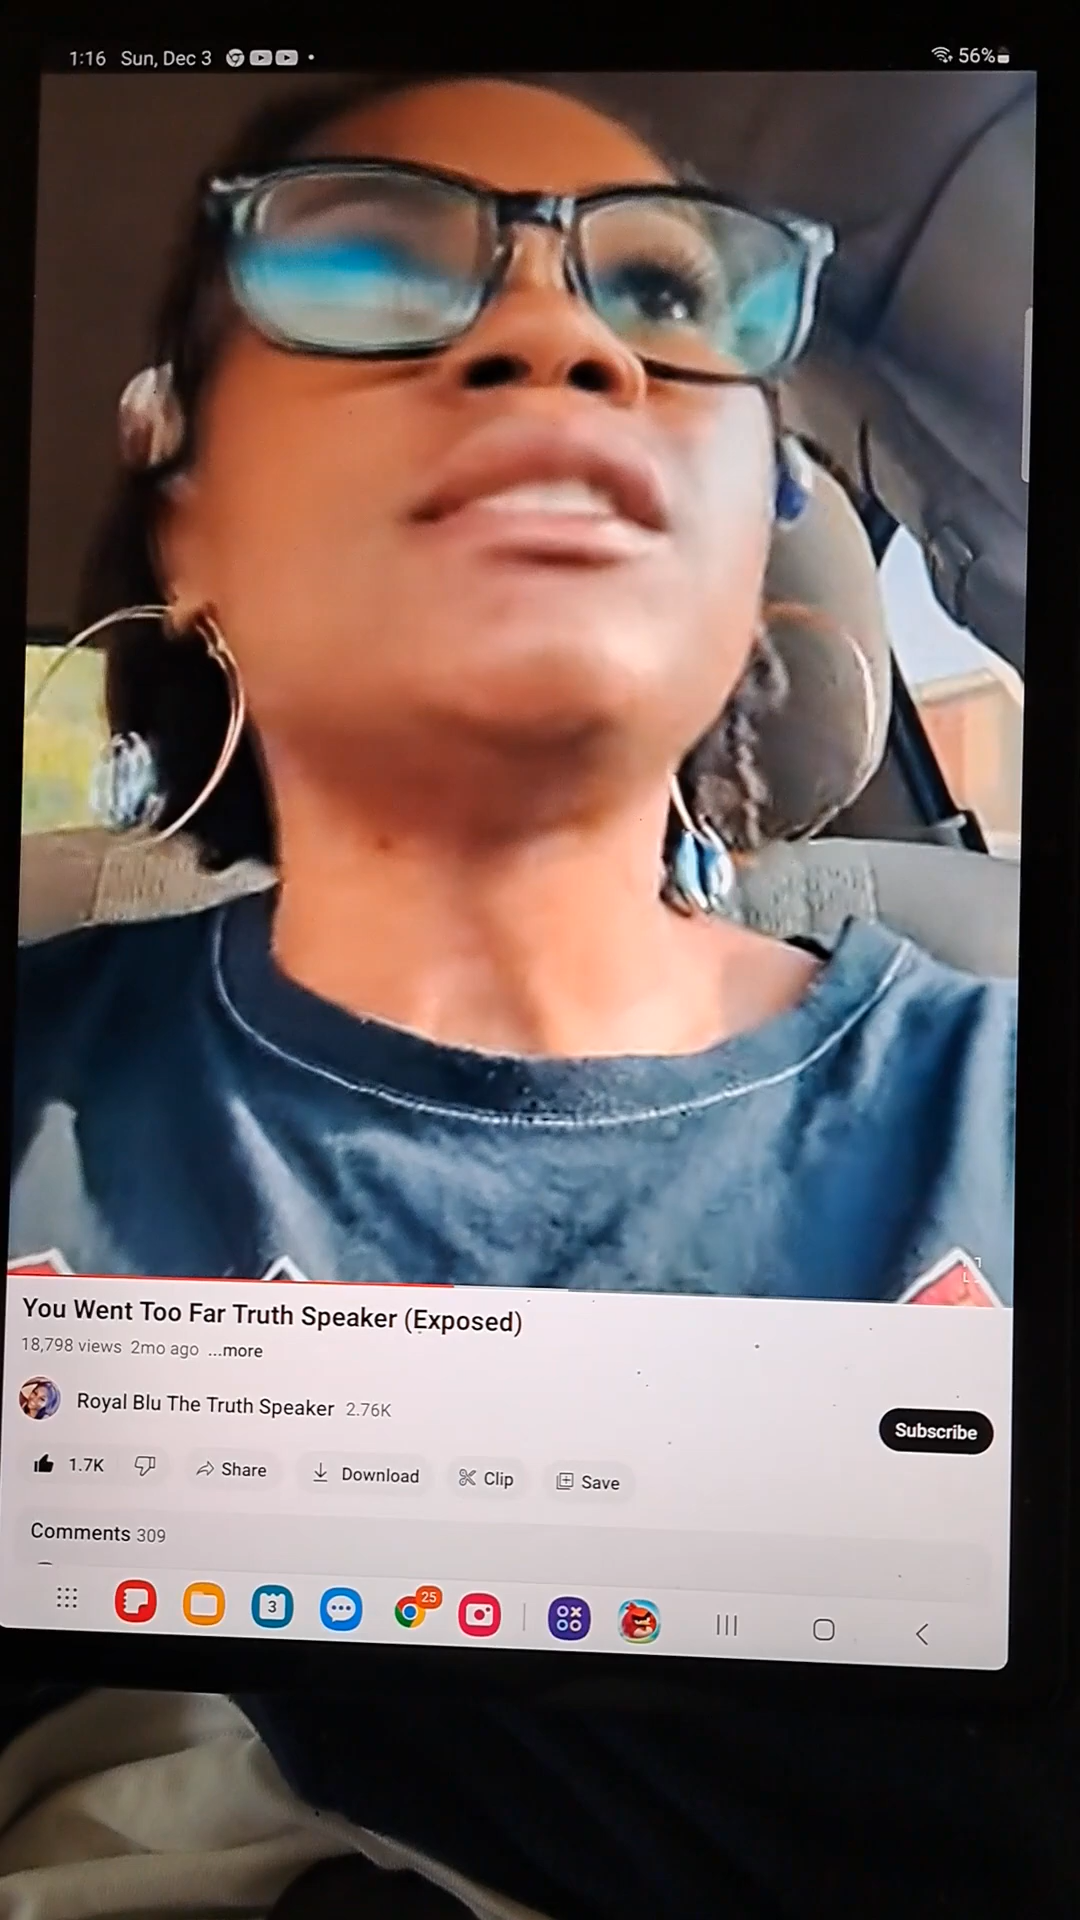 1:16 Sun, Dec 3
56%
You Went Too Far Truth Speaker (Exposed)
18,798 views 2mo ago ...more
Royal Blu The Truth Speaker 2.76K
Subscribe
1.7K Share Download Clip Save
Comments 309
25
3